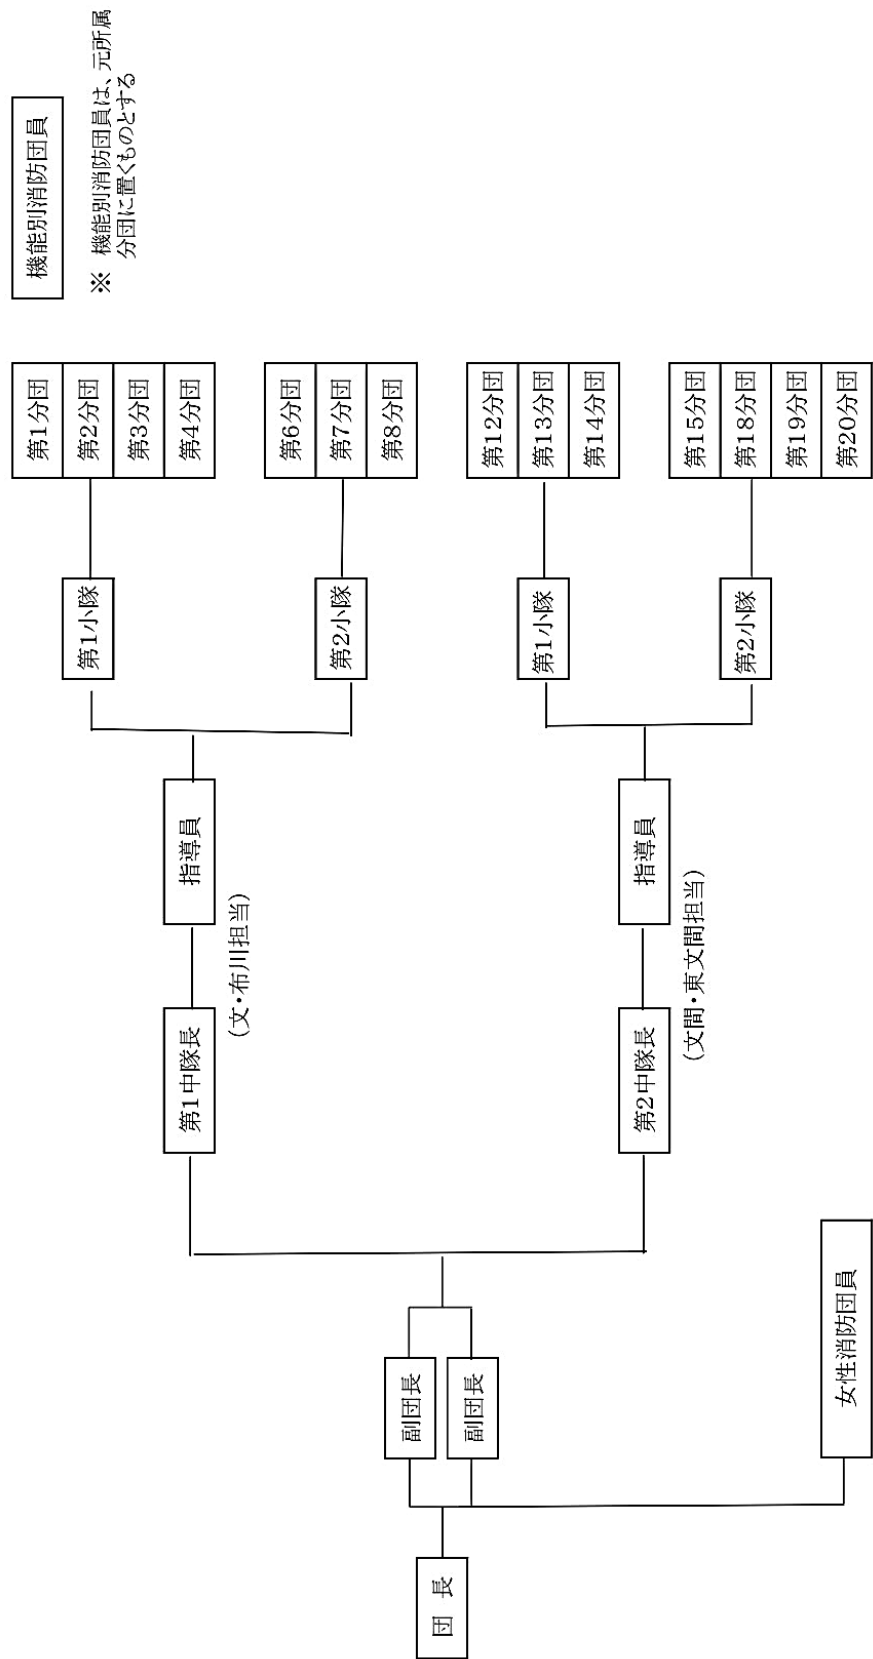 団 長
副団長
副団長
女性消防団員
第1中隊長
指導員
(文・布川担当)
第1小隊
第1分団
第2分団
第3分団
第4分団
第2小隊
第6分団
第7分団
第8分団
第2中隊長
指導員
(文間・東文間担当)
第1小隊
第12分団
第13分団
第14分団
第2小隊
第15分団
第18分団
第19分団
第20分団
機能別消防団員
※ 機能別消防団員は、元所属
分団に置くものとする